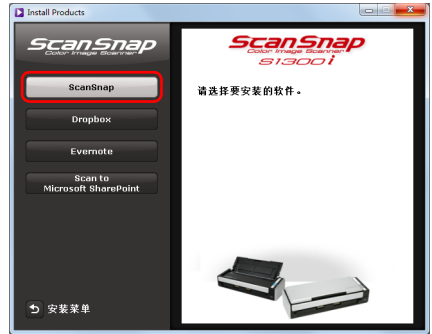 Install Products
ScanSnap
Color Image Scanner
ScanSnap
Color Image Scanner
S1300i
ScanSnap
请选择要安装的软件。
Dropbox
Evernote
Scan to
Microsoft SharePoint
安装菜单